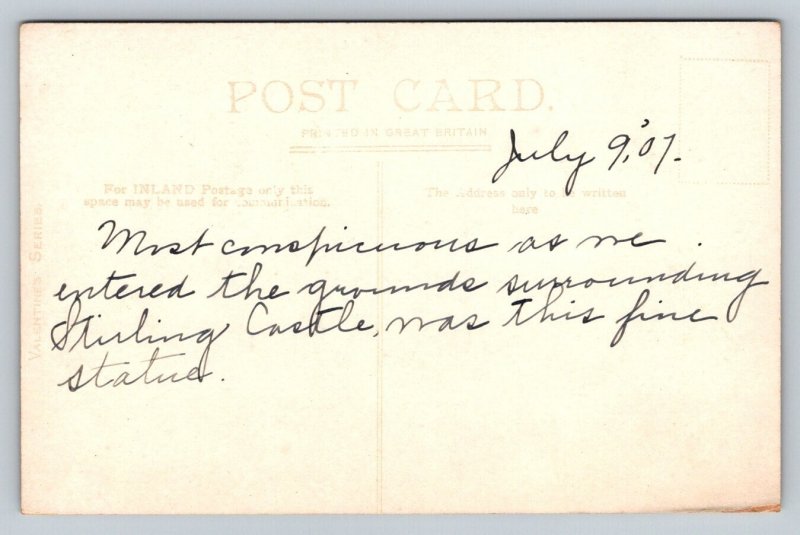 POST CARD.
PRINTED IN GREAT BRITAIN
July 9,'07.
For INLAND Postage only this
space may be used for communication.
The Address only to be written
here
VALENTINES' SERIES.
Most conspicuous as we
entered the grounds surrounding
Stirling Castle, was this fine
statue.